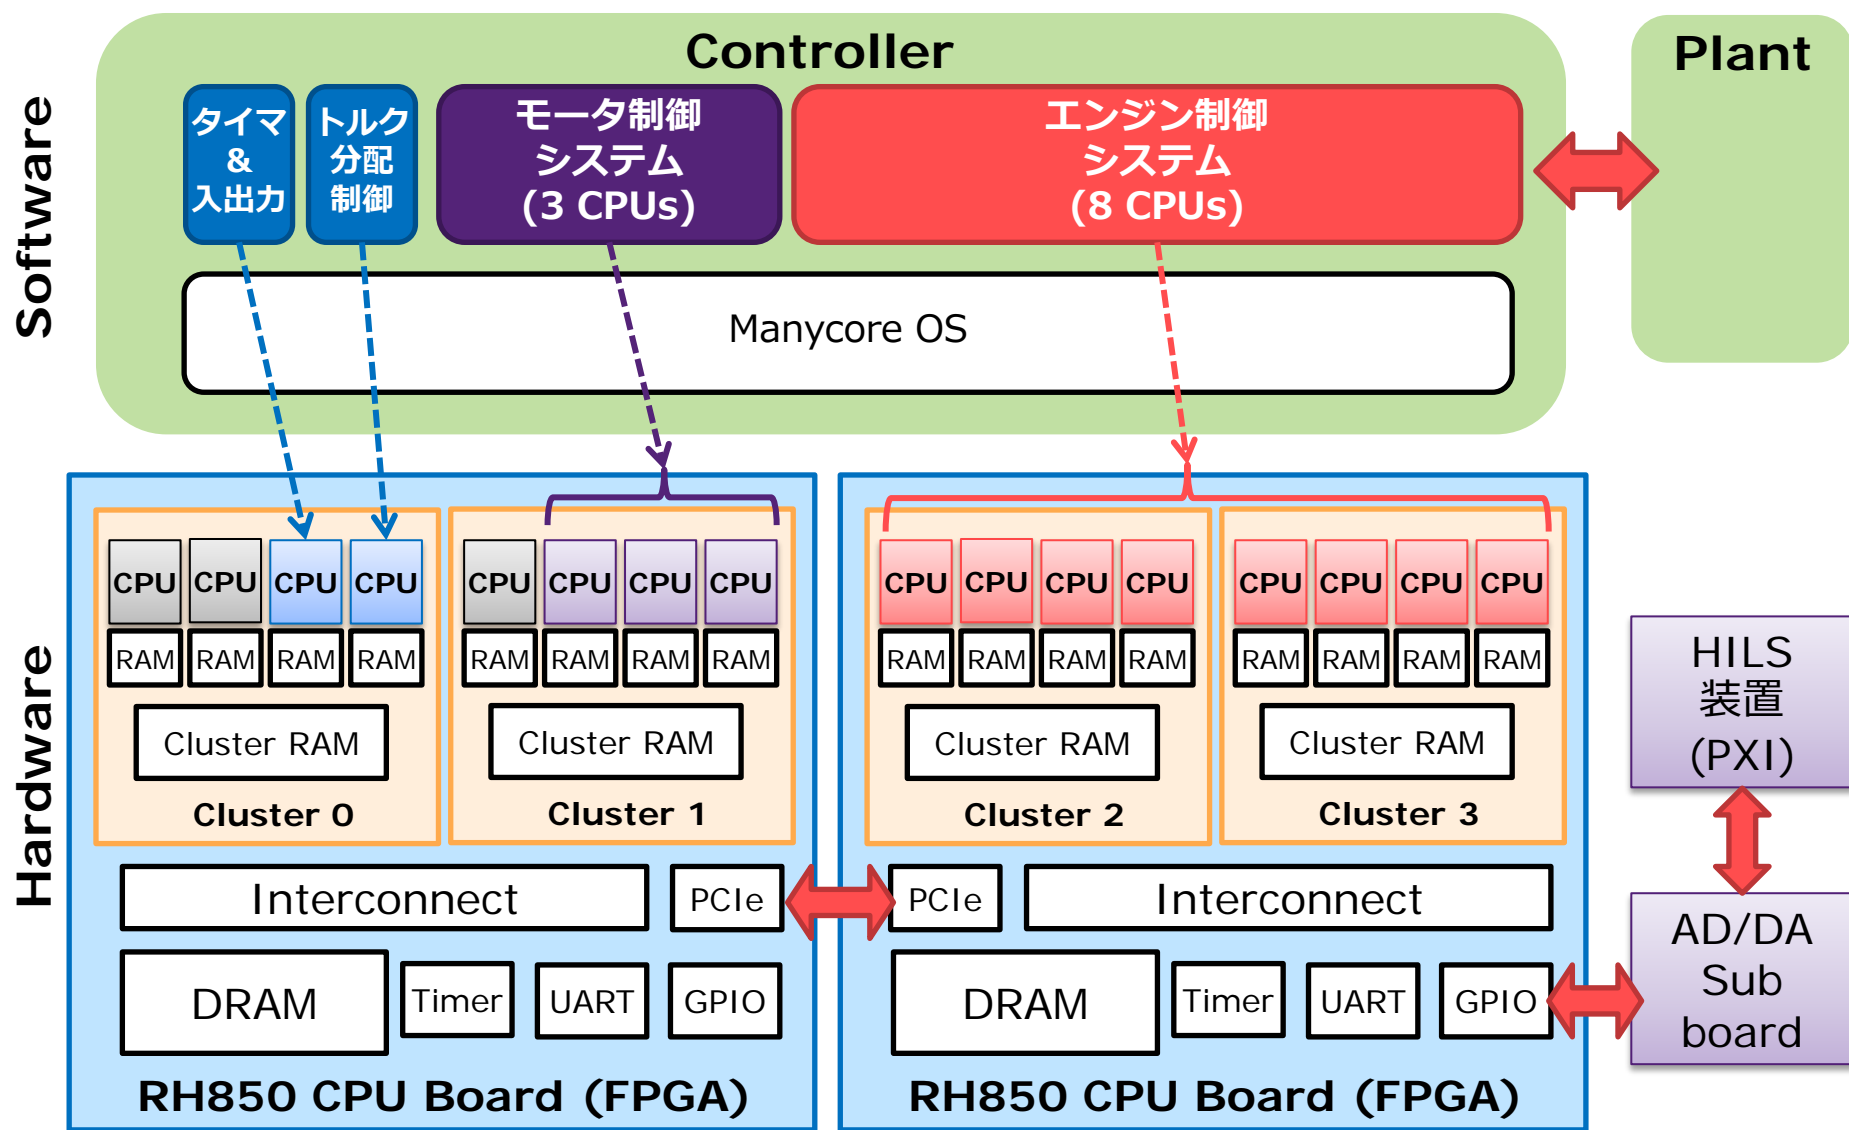 Software
Controller
タイマ
&
入出力
トルク
分配
制御
モータ制御
システム
(3 CPUs)
エンジン制御
システム
(8 CPUs)
Manycore OS
Plant
Hardware
CPU CPU CPU CPU
RAM RAM RAM RAM
Cluster RAM
Cluster 0
CPU CPU CPU CPU
RAM RAM RAM RAM
Cluster RAM
Cluster 1
Interconnect
PCIe
DRAM
Timer
UART
GPIO
RH850 CPU Board (FPGA)
CPU CPU CPU CPU
RAM RAM RAM RAM
Cluster RAM
Cluster 2
CPU CPU CPU CPU
RAM RAM RAM RAM
Cluster RAM
Cluster 3
PCIe
Interconnect
DRAM
Timer
UART
GPIO
RH850 CPU Board (FPGA)
HILS
装置
(PXI)
AD/DA
Sub
board